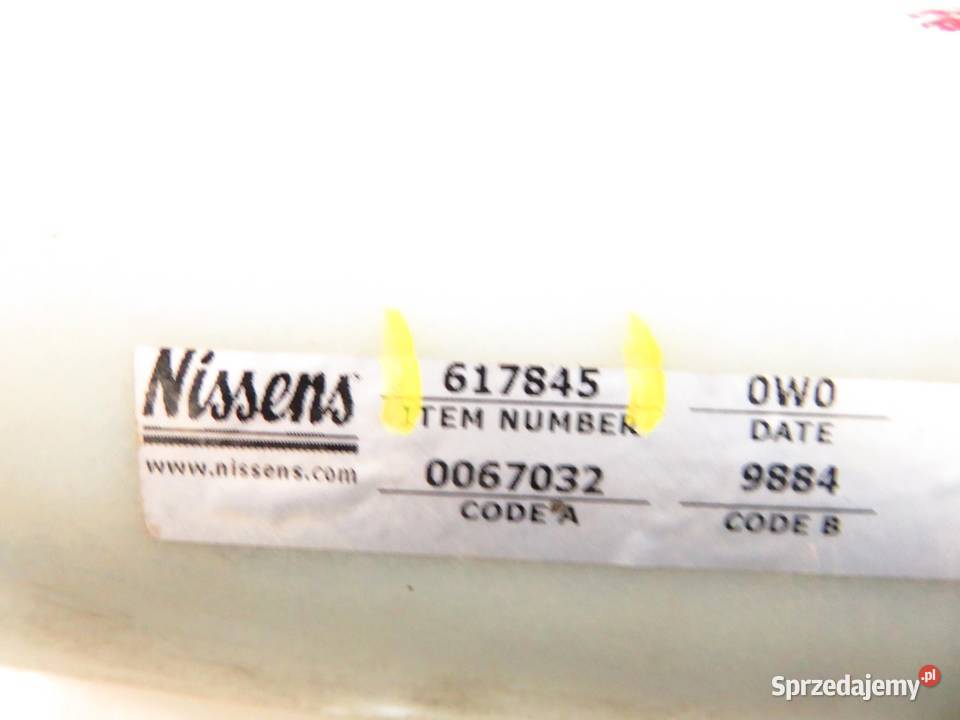 Nissens
www.nissens.com
617845
ITEM NUMBER
0067032
CODE A
0W0
DATE
9884
CODE B
Sprzedajemy.pl